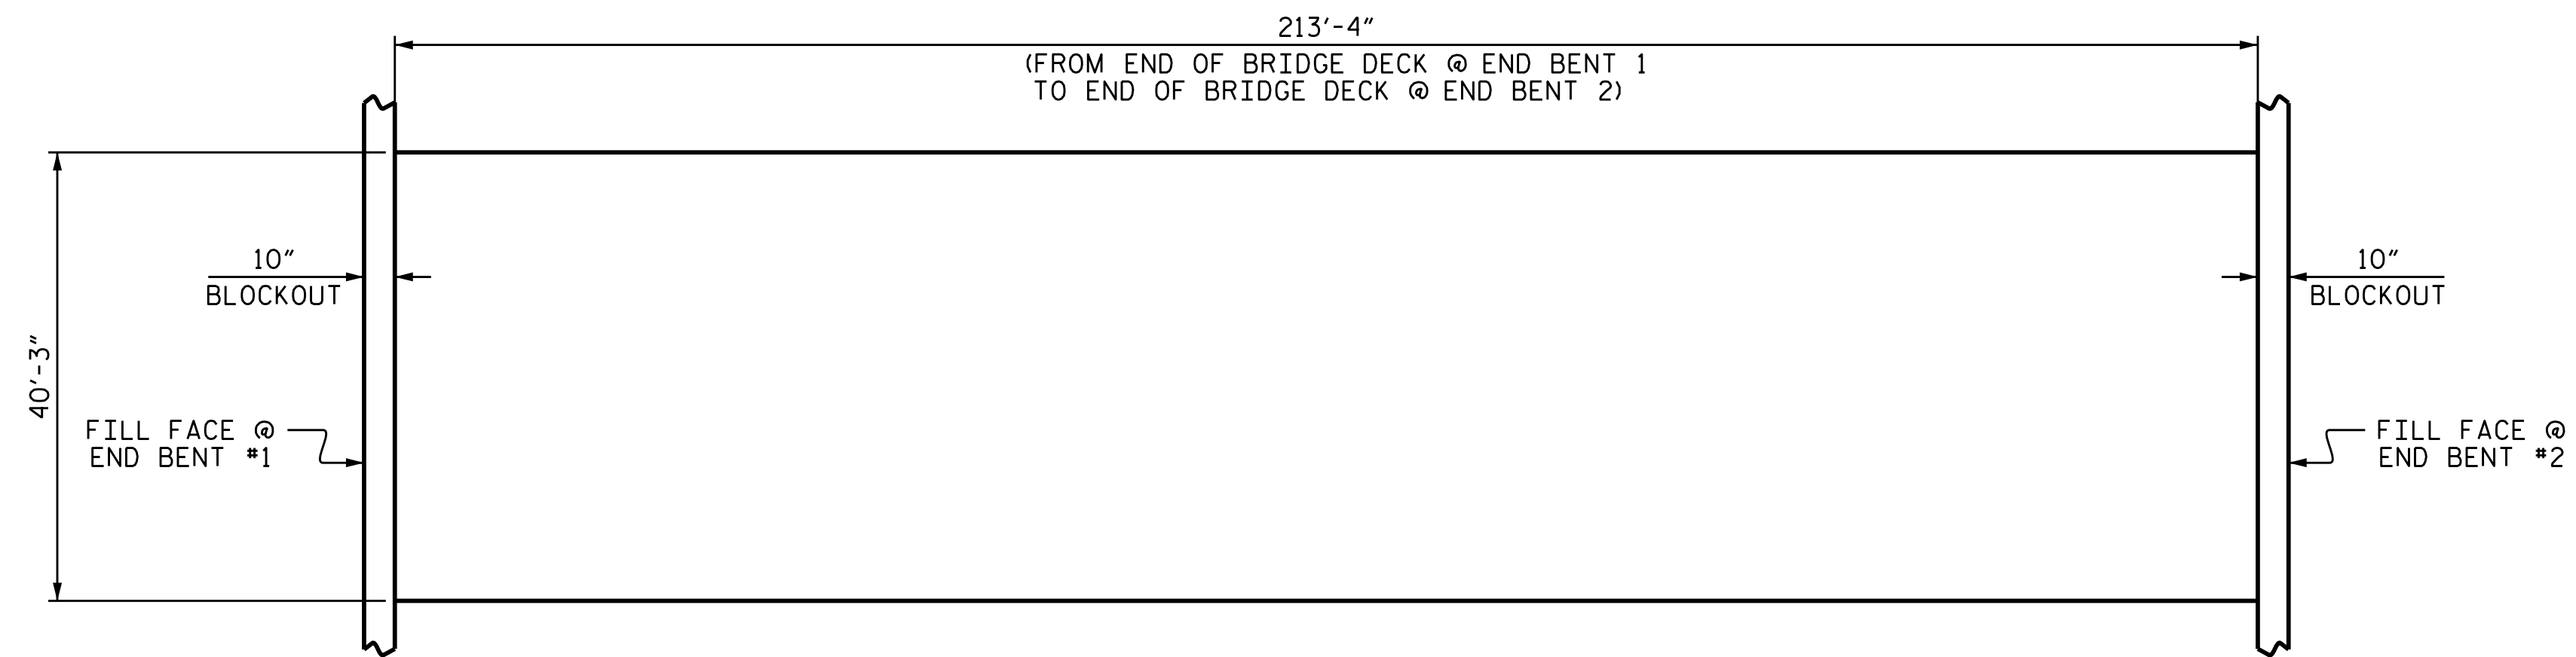 213'-4"
(FROM END OF BRIDGE DECK @ END BENT 1
TO END OF BRIDGE DECK @ END BENT 2)
10"
BLOCKOUT
10"
BLOCKOUT
40'-3"
FILL FACE @
END BENT #1
FILL FACE @
END BENT #2